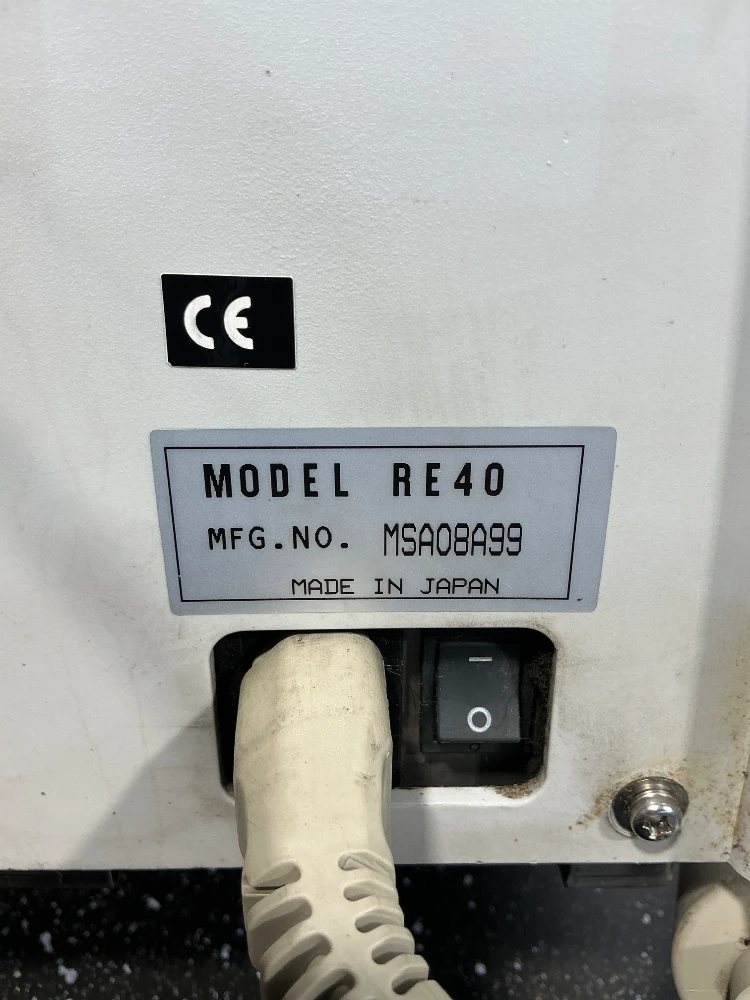 CE
MODEL RE40
MFG.NO. MSA08A99
MADE IN JAPAN